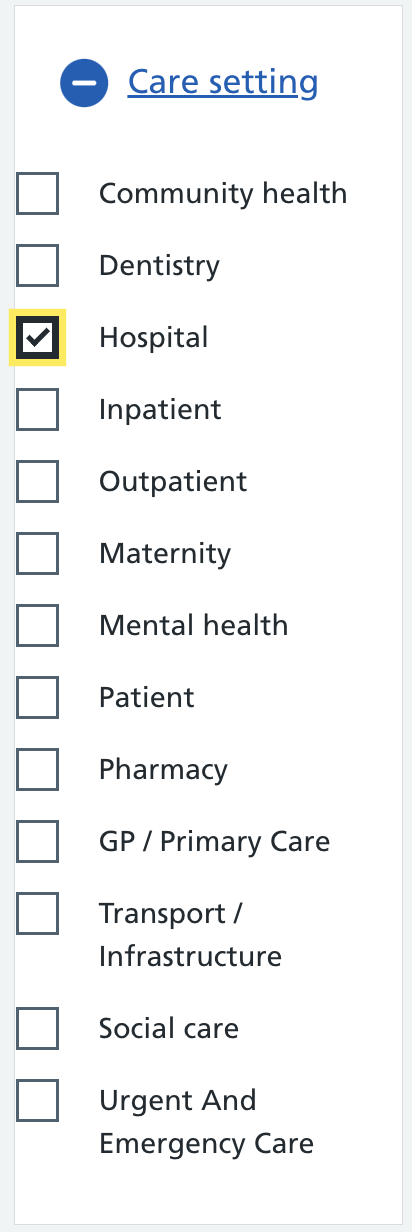 Care setting
Community health
Dentistry
Hospital
Inpatient
Outpatient
Maternity
Mental health
Patient
Pharmacy
GP / Primary Care
Transport /
Infrastructure
Social care
Urgent And
Emergency Care